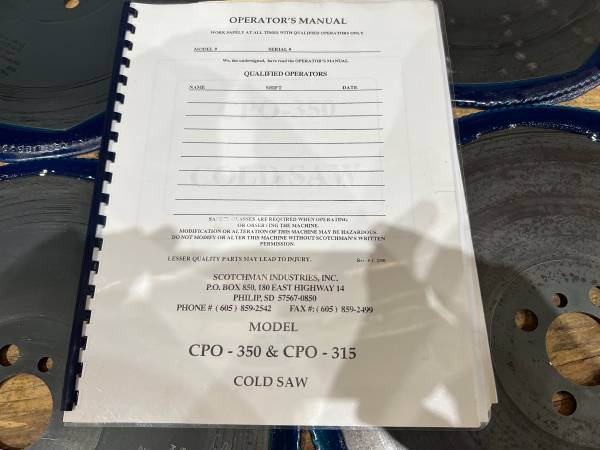 OPERATOR'S MANUAL
WORK SAFELY AT ALL TIMES WITH QUALIFIED OPERATORS ONLY.
MODEL # SERIAL #
We, the undersigned, have read the OPERATOR'S MANUAL
QUALIFIED OPERATORS
NAME SHIFT DATE
CPO-350
COLD SAW
SAFETY GLASSES ARE REQUIRED WHEN OPERATING
OR OBSERVING THE MACHINE.
MODIFICATION OR ALTERATION OF THIS MACHINE MAY BE HAZARDOUS.
DO NOT MODIFY OR ALTER THIS MACHINE WITHOUT SCOTCHMAN'S WRITTEN
PERMISSION.
LESSER QUALITY PARTS MAY LEAD TO INJURY. Rev. #
SCOTCHMAN INDUSTRIES, INC.
P.O. BOX 850, 180 EAST HIGHWAY 14
PHILIP, SD 57567-0850
PHONE # ( 605 ) 859-2542 FAX #: ( 605 ) 859-2499
MODEL
CPO - 350 & CPO - 315
COLD SAW